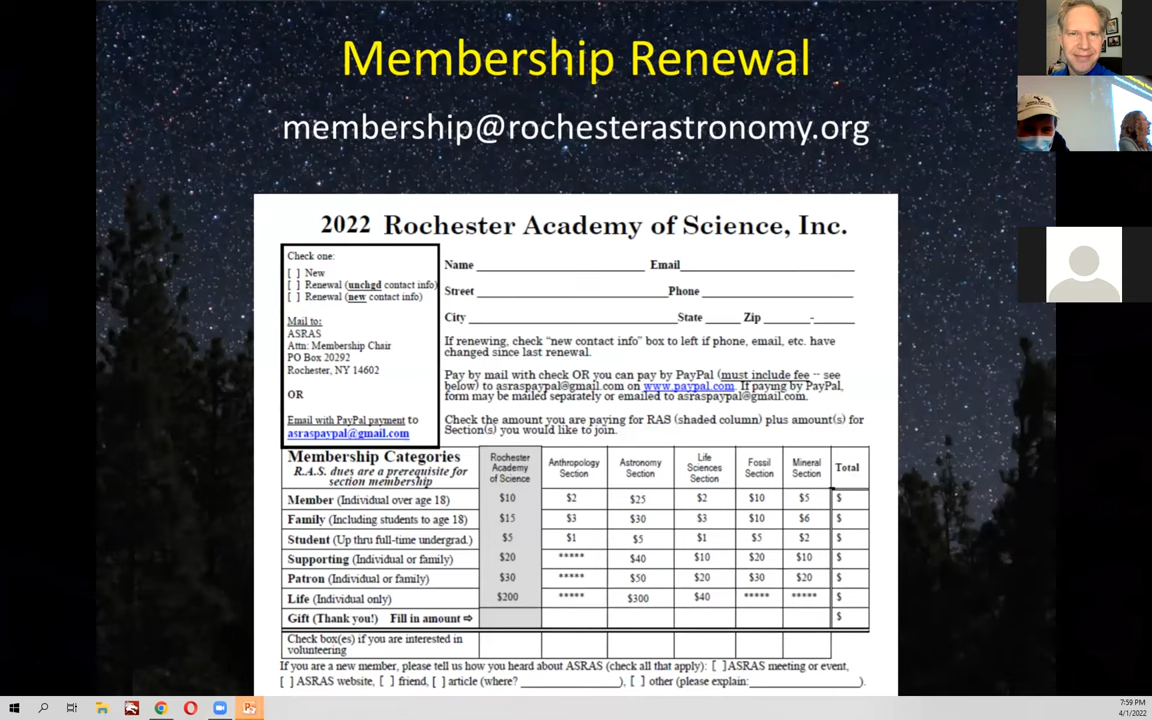 Membership Renewal
membership@rochesterastronomy.org
2022 Rochester Academy of Science, Inc.
Check one:
[ ] New
[ ] Renewal (unchgd contact info)
[ ] Renewal (new contact info)
Mail to:
ASRAS
Attn: Membership Chair
PO Box 20292
Rochester, NY 14602
OR
Email with PayPal payment to
asraspaypal@gmail.com
Name ____________ Email____________
Street ____________Phone ____________
City ____________State _____ Zip _____-_____
If renewing, check "new contact info" box to left if phone, email, etc. have
changed since last renewal.
Pay by mail with check OR you can pay by PayPal (must include fee -- see
below) to asraspaypal@gmail.com on www.paypal.com. If paying by PayPal,
form may be mailed separately or emailed to asraspaypal@gmail.com.
Check the amount you are paying for RAS (shaded column) plus amount(s) for
Section(s) you would like to join.
Membership Categories
R.A.S. dues are a prerequisite for
section membership
Rochester
Academy
of Science
Anthropology
Section
Astronomy
Section
Life
Sciences
Section
Fossil
Section
Mineral
Section
Total
Member (Individual over age 18) $10 $2 $25 $2 $10 $5 $
Family (Including students to age 18) $15 $3 $30 $3 $10 $6 $
Student (Up thru full-time undergrad.) $5 $1 $5 $1 $5 $2 $
Supporting (Individual or family) $20 ***** $40 $10 $20 $10 $
Patron (Individual or family) $30 ***** $50 $20 $30 $20 $
Life (Individual only) $200 ***** $300 $40 ***** ***** $
Gift (Thank you!) Fill in amount ⇨ $
Check box(es) if you are interested in
volunteering
If you are a new member, please tell us how you heard about ASRAS (check all that apply): [ ]ASRAS meeting or event,
[ ] ASRAS website, [ ] friend, [ ] article (where? ____________), [ ] other (please explain:____________).
7:59 PM
4/1/2022